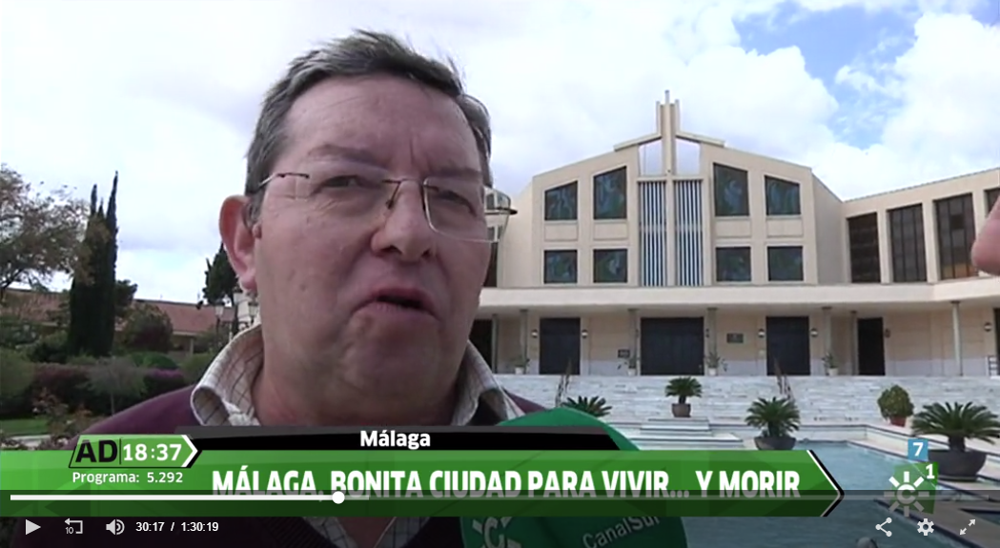 Málaga
AD 18:37
Programa: 5.292
MÁLAGA, BONITA CIUDAD PARA VIVIR... Y MORIR
7
1
CanalSur
10
30:17 / 1:30:19